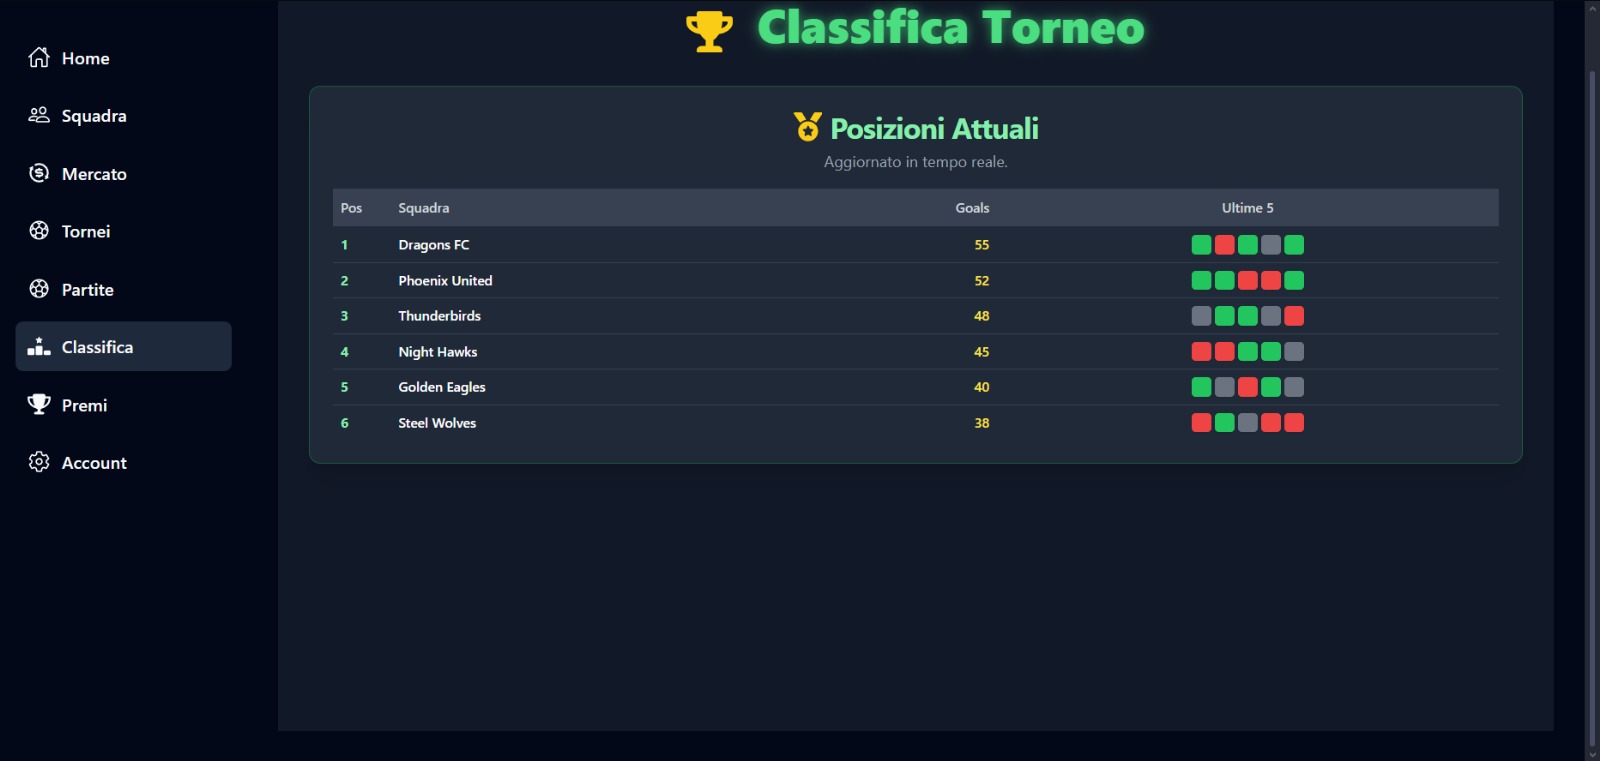 Classifica Torneo
Home
Squadra
Mercato
Tornei
Partite
Classifica
Premi
Account
Posizioni Attuali
Aggiornato in tempo reale.
Pos Squadra Goals Ultime 5
1 Dragons FC 55
2 Phoenix United 52
3 Thunderbirds 48
4 Night Hawks 45
5 Golden Eagles 40
6 Steel Wolves 38